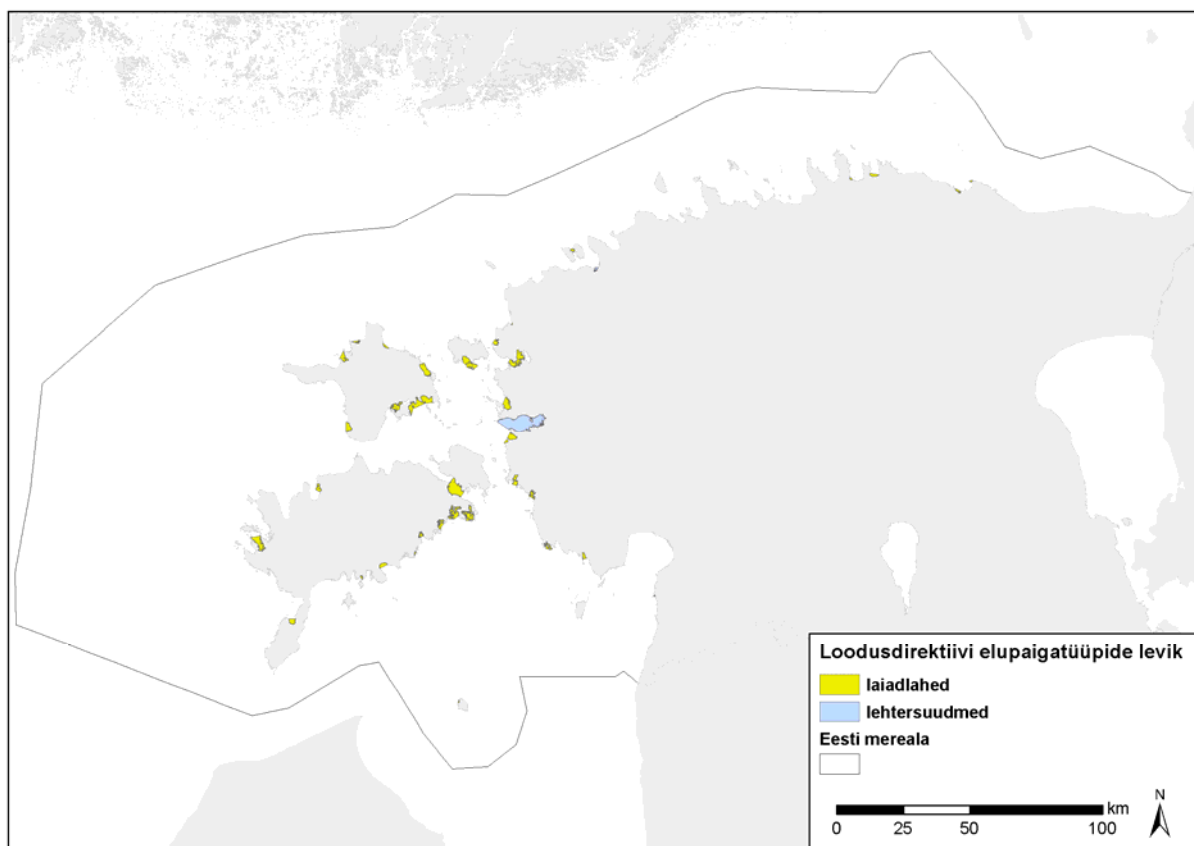 Loodusdirektiivi elupaigatüüpide levik
laiadlahed
lehtersuudmed
Eesti mereala
km
N
0 25 50 100